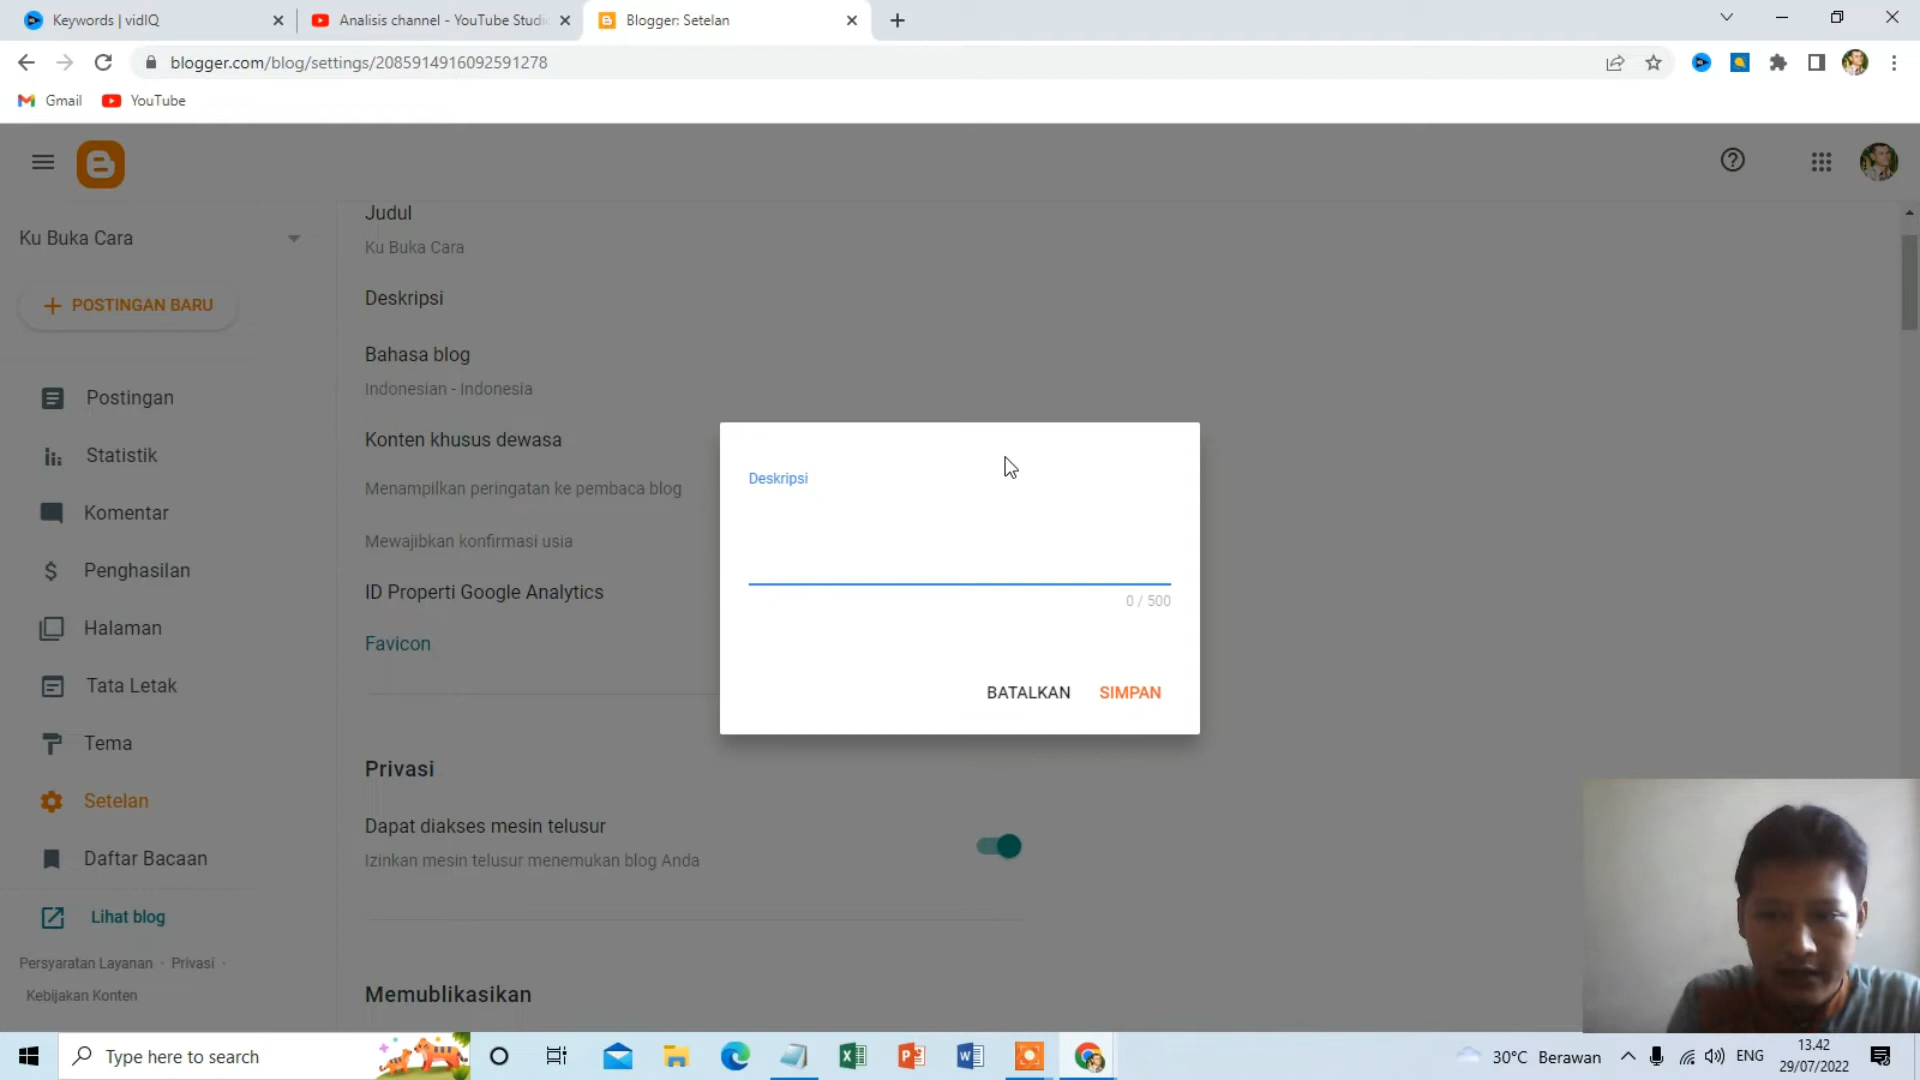 Keywords | vidIQ
Analisis channel - YouTube Studi
Blogger: Setelan
blogger.com/blog/settings/2085914916092591278
Gmail
YouTube
Ku Buka Cara
POSTINGAN BARU
Postingan
Statistik
Komentar
Penghasilan
Halaman
Tata Letak
Tema
Setelan
Daftar Bacaan
Lihat blog
Persyaratan Layanan · Privasi ·
Kebijakan Konten
Judul
Ku Buka Cara
Deskripsi
Bahasa blog
Indonesian - Indonesia
Konten khusus dewasa
Menampilkan peringatan ke pembaca blog
Mewajibkan konfirmasi usia
ID Properti Google Analytics
Favicon
Privasi
Dapat diakses mesin telusur
Izinkan mesin telusur menemukan blog Anda
Memublikasikan
Deskripsi
0 / 500
BATALKAN
SIMPAN
Type here to search
30°C Berawan
ENG
13.42
29/07/2022